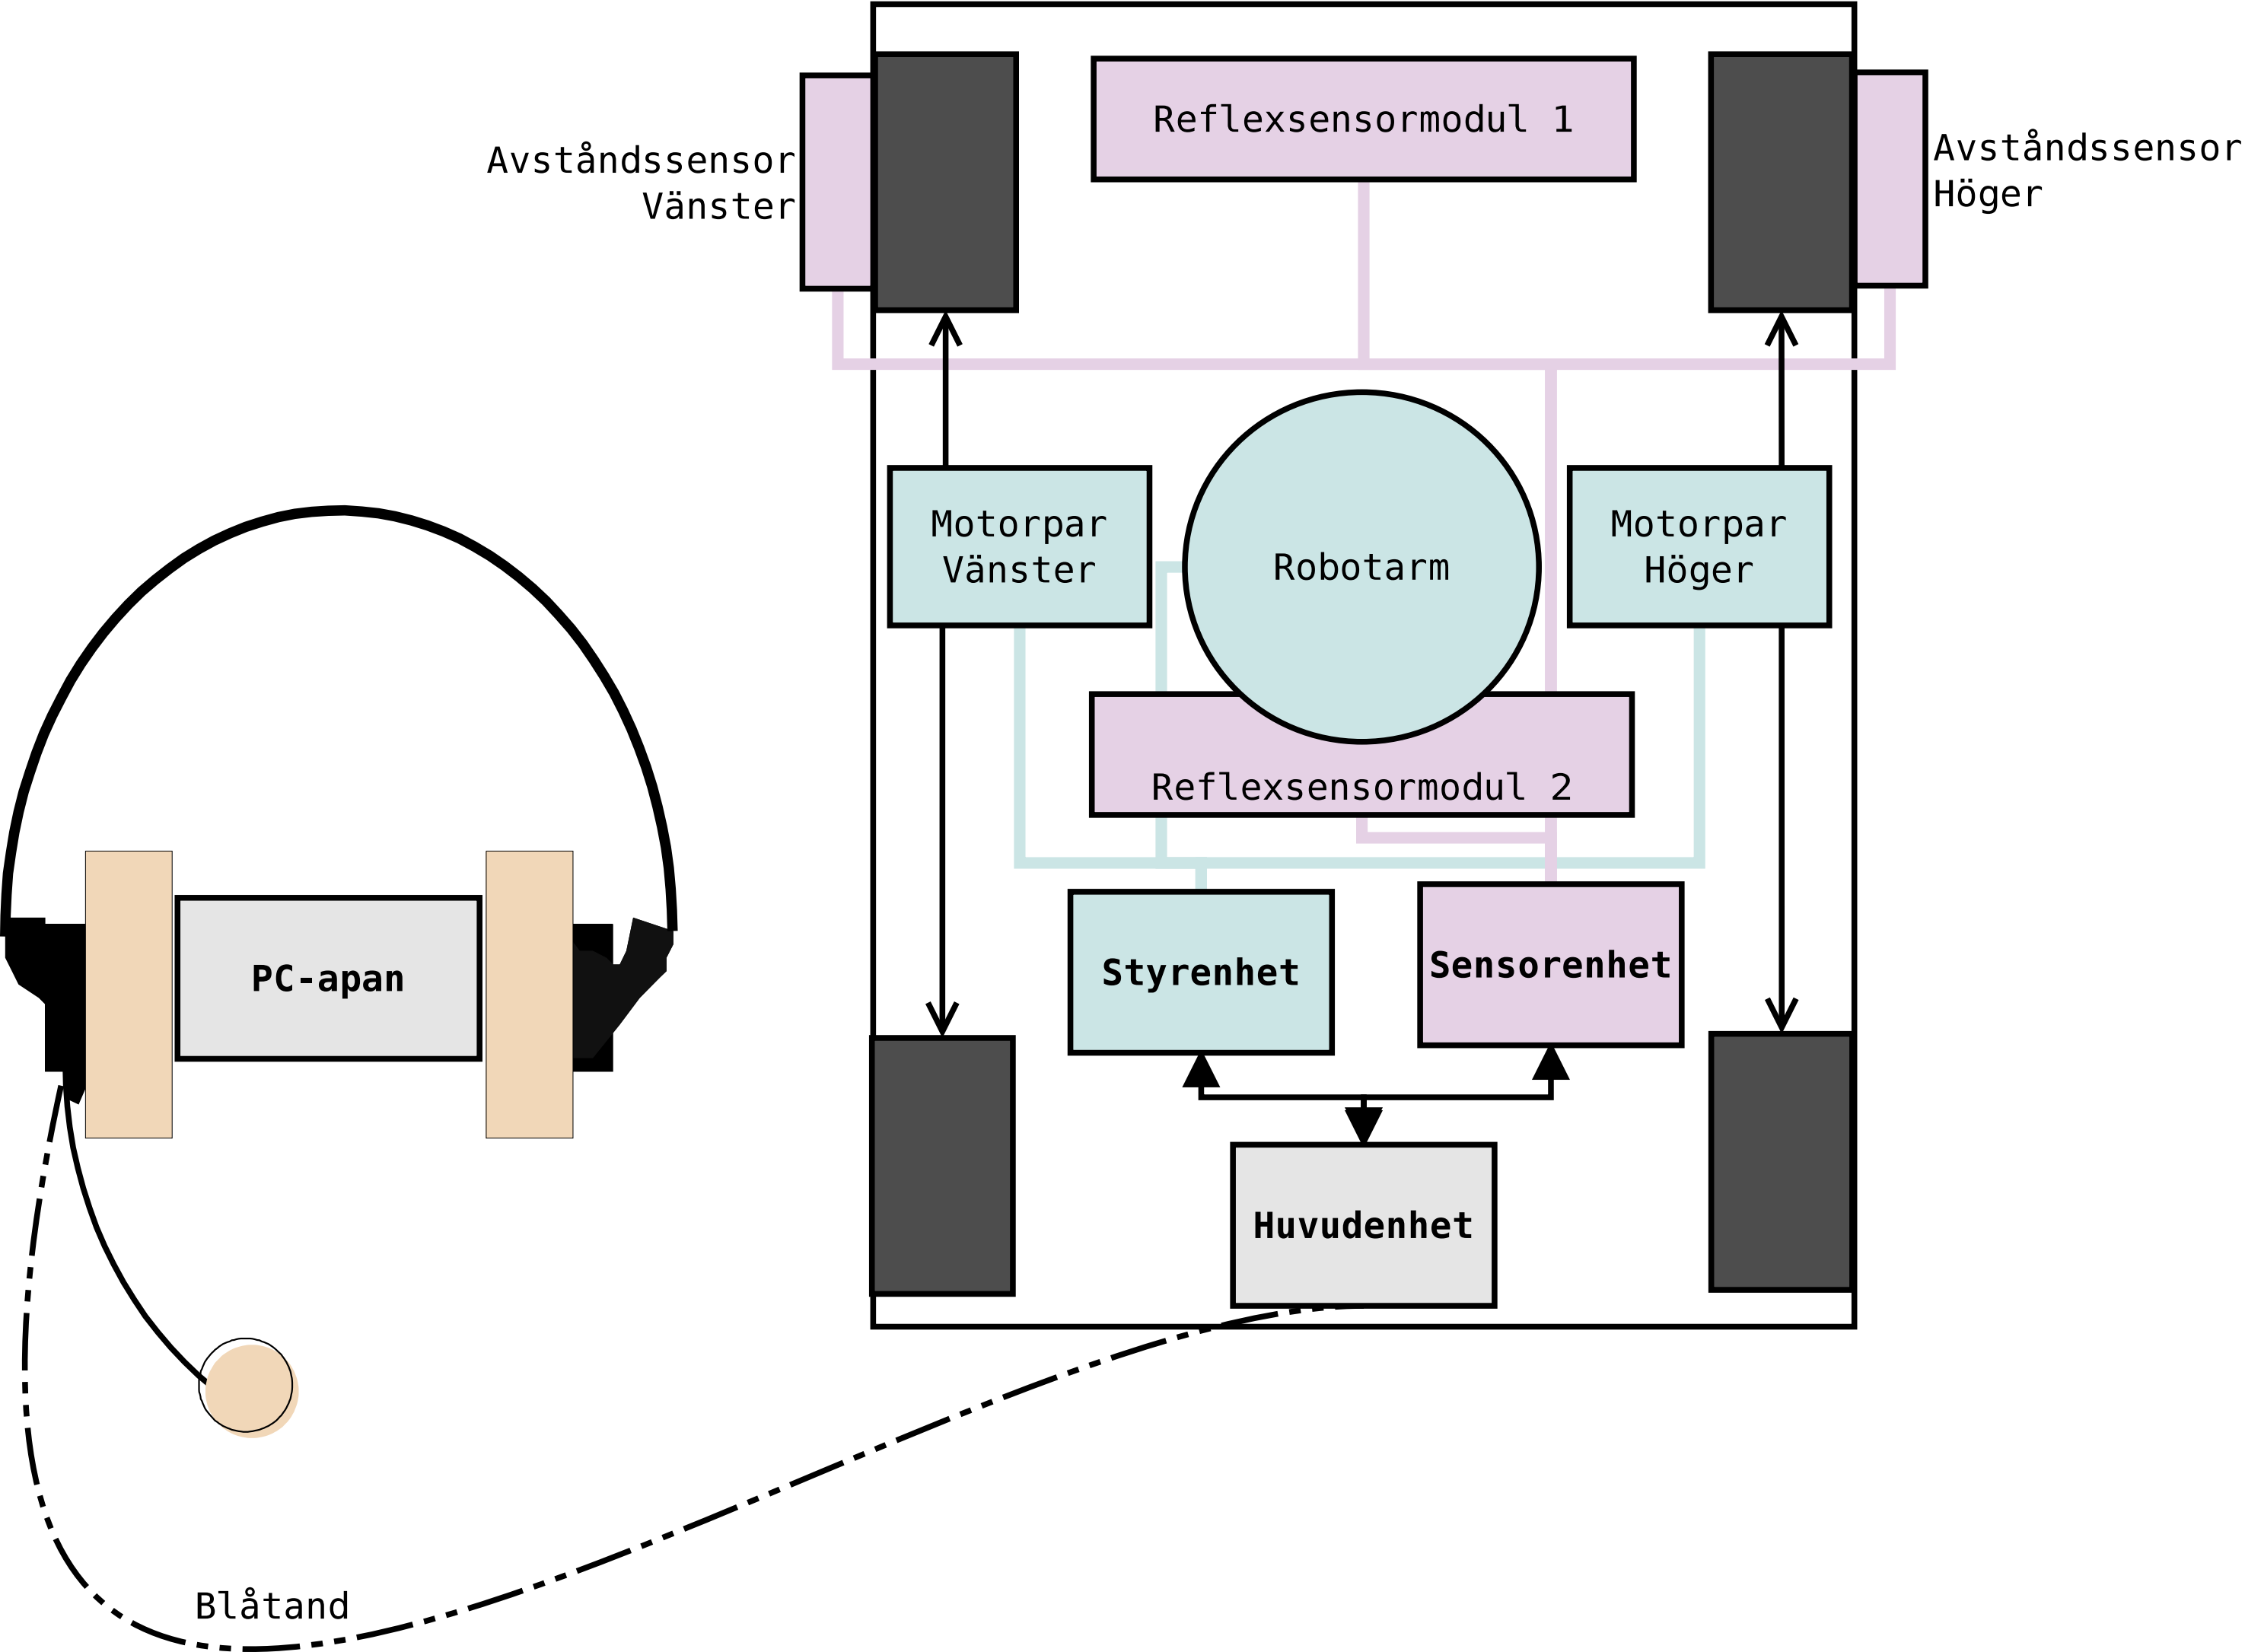 Reflexsensormodul 1
Avståndssensor
Vänster
Avståndssensor
Höger
Motorpar
Vänster
Robotarm
Motorpar
Höger
Reflexsensormodul 2
PC-apan
Styrenhet
Sensorenhet
Huvudenhet
Blåtand